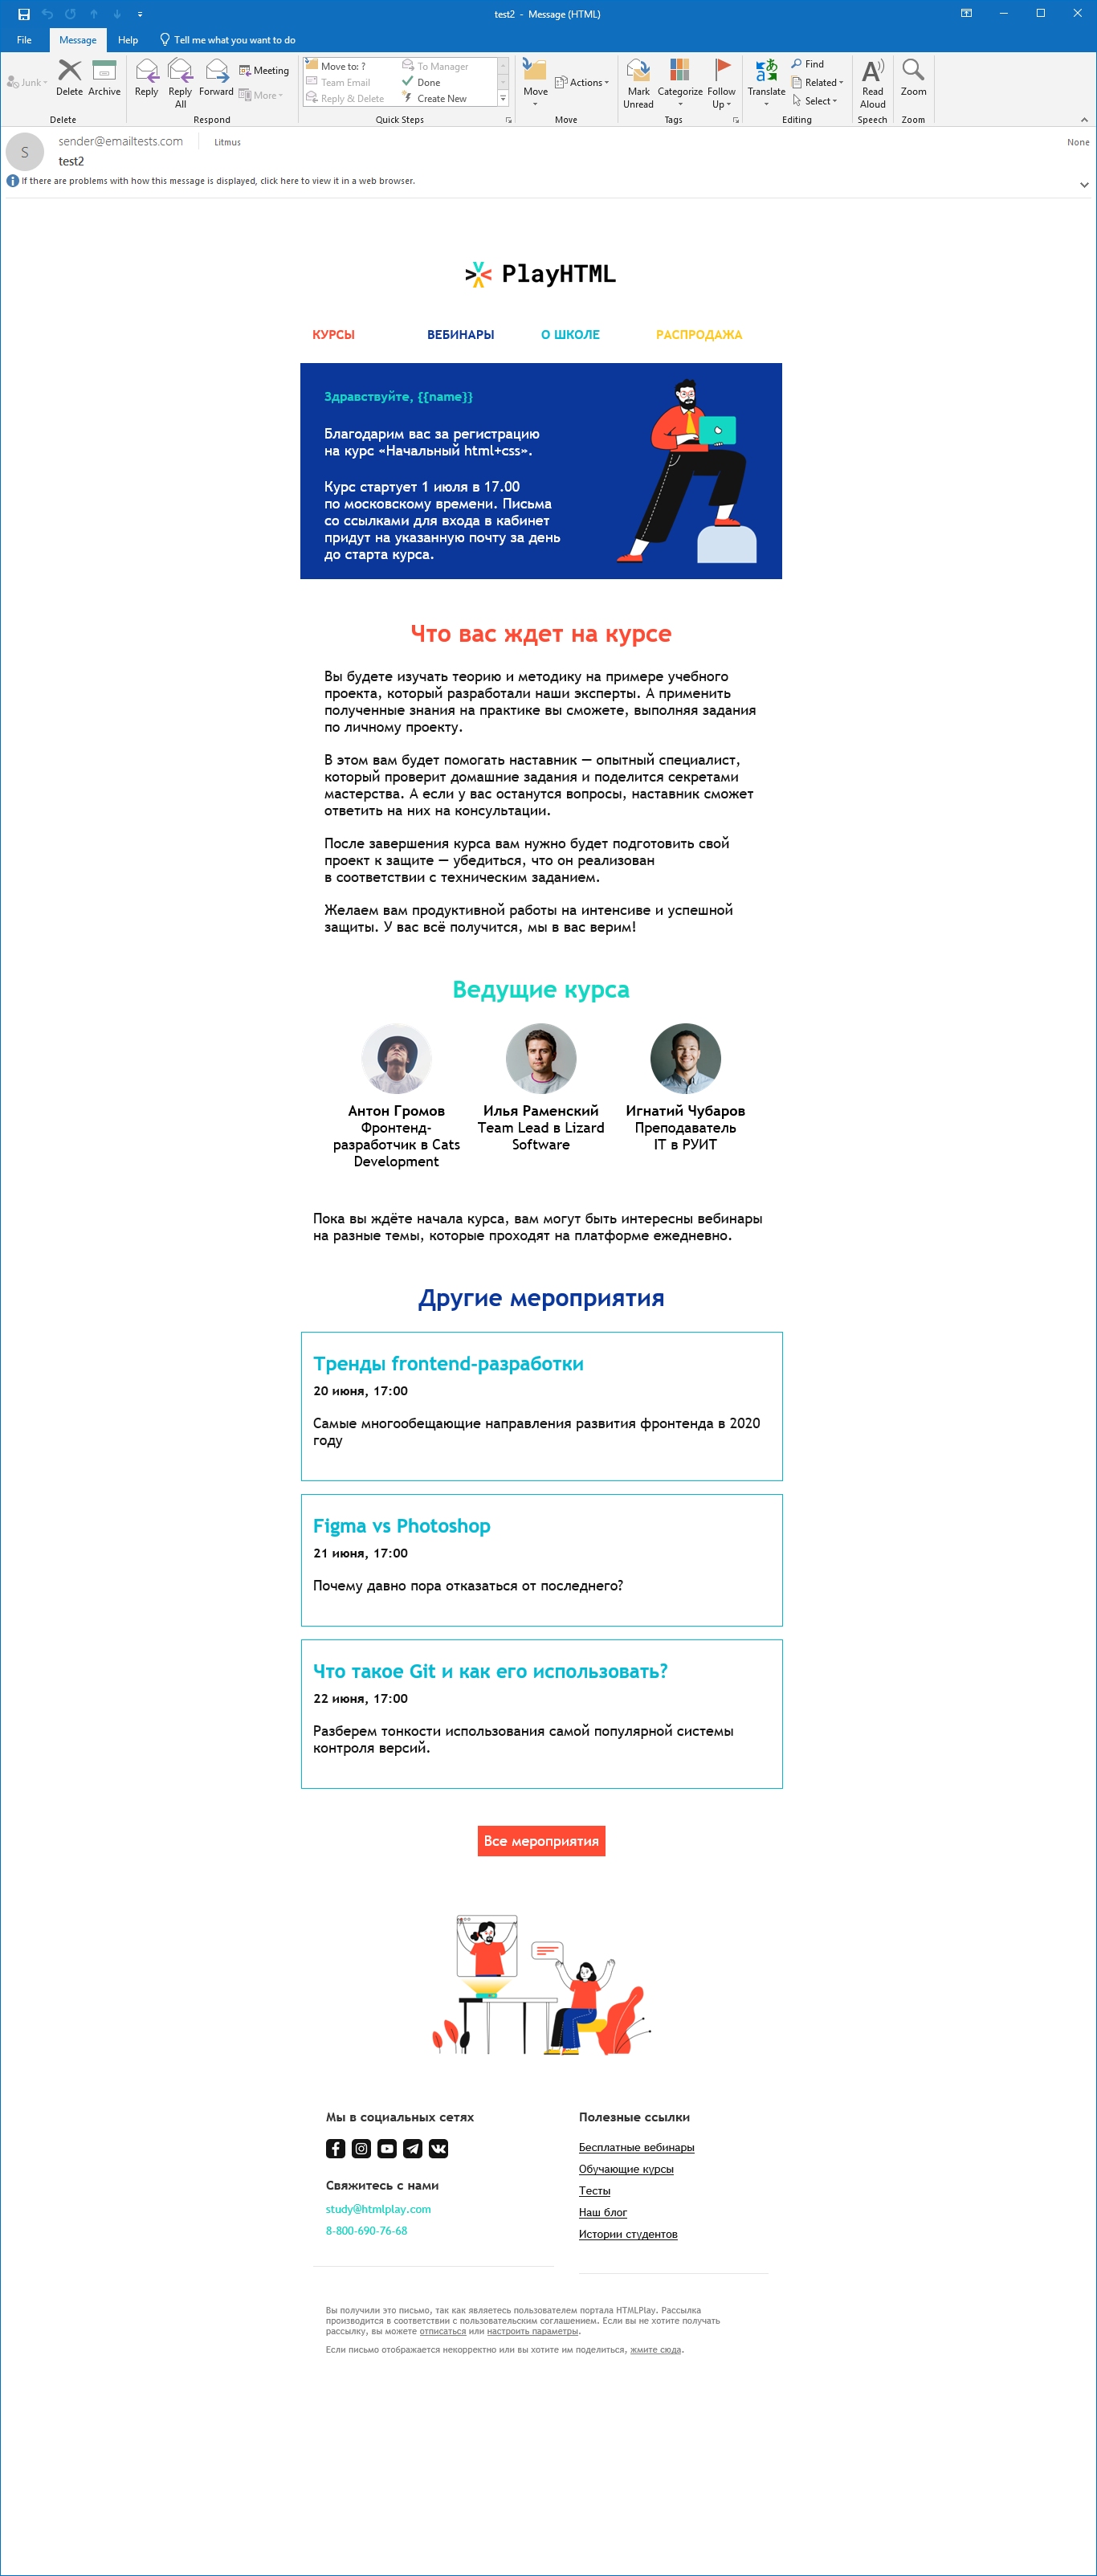 test2 - Message (HTML)
File Message Help Tell me what you want to do
Junk
Delete
Archive
Delete
Reply
Reply All
Forward
Meeting
More
Respond
Move to: ?
Team Email
Reply & Delete
To Manager
Done
Create New
Quick Steps
Move
Actions
Move
Mark Unread
Categorize
Follow Up
Tags
Translate
Find
Related
Select
Editing
Read Aloud
Speech
Zoom
Zoom
S
sender@emailtests.com Litmus None
test2
If there are problems with how this message is displayed, click here to view it in a web browser.
PlayHTML
КУРСЫ ВЕБИНАРЫ О ШКОЛЕ РАСПРОДАЖА
Здравствуйте, {{name}}
Благодарим вас за регистрацию
на курс «Начальный html+css».
Курс стартует 1 июля в 17.00
по московскому времени. Письма
со ссылками для входа в кабинет
придут на указанную почту за день
до старта курса.
Что вас ждет на курсе
Вы будете изучать теорию и методику на примере учебного
проекта, который разработали наши эксперты. А применить
полученные знания на практике вы сможете, выполняя задания
по личному проекту.
В этом вам будет помогать наставник — опытный специалист,
который проверит домашние задания и поделится секретами
мастерства. А если у вас останутся вопросы, наставник сможет
ответить на них на консультации.
После завершения курса вам нужно будет подготовить свой
проект к защите — убедиться, что он реализован
в соответствии с техническим заданием.
Желаем вам продуктивной работы на интенсиве и успешной
защиты. У вас всё получится, мы в вас верим!
Ведущие курса
Антон Громов
Фронтенд-
разработчик в Cats
Development
Илья Раменский
Team Lead в Lizard
Software
Игнатий Чубаров
Преподаватель
IT в РУИТ
Пока вы ждёте начала курса, вам могут быть интересны вебинары
на разные темы, которые проходят на платформе ежедневно.
Другие мероприятия
Тренды frontend-разработки
20 июня, 17:00
Самые многообещающие направления развития фронтенда в 2020
году
Figma vs Photoshop
21 июня, 17:00
Почему давно пора отказаться от последнего?
Что такое Git и как его использовать?
22 июня, 17:00
Разберем тонкости использования самой популярной системы
контроля версий.
Все мероприятия
Мы в социальных сетях
Свяжитесь с нами
study@htmlplay.com
8-800-690-76-68
Полезные ссылки
Бесплатные вебинары
Обучающие курсы
Тесты
Наш блог
Истории студентов
Вы получили это письмо, так как являетесь пользователем портала HTMLPlay. Рассылка
производится в соответствии с пользовательским соглашением. Если вы не хотите получать
рассылку, вы можете отписаться или настроить параметры.
Если письмо отображается некорректно или вы хотите им поделиться, жмите сюда.